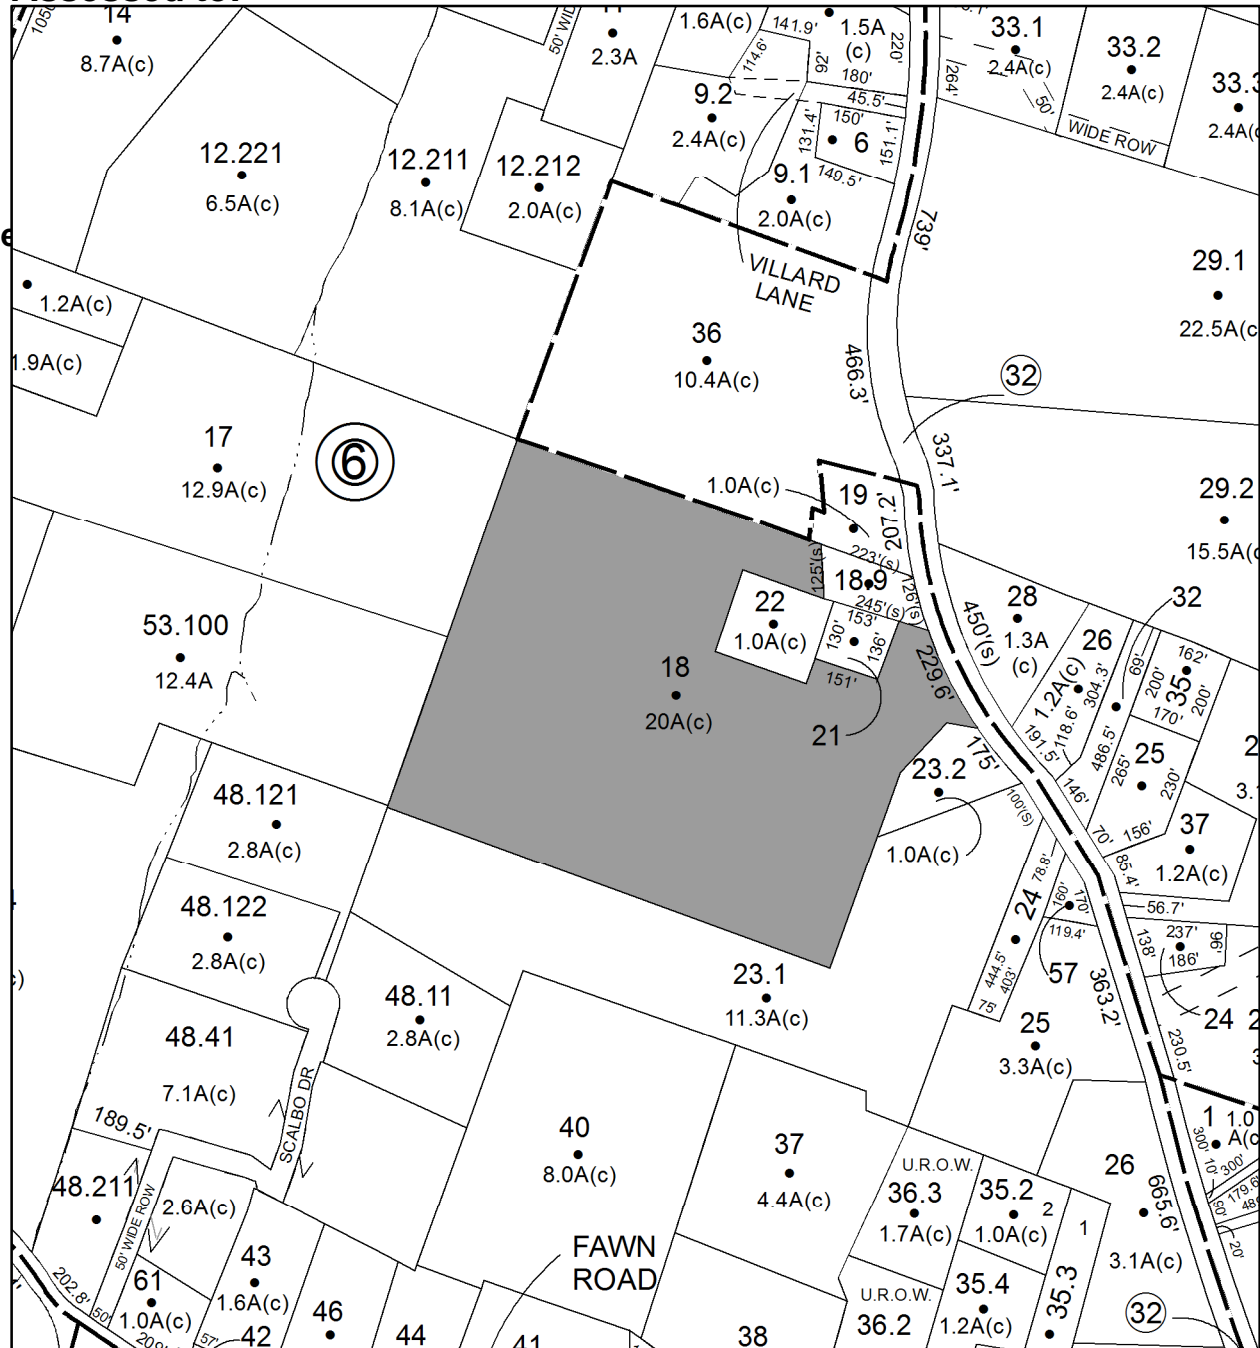 14
8.7A(c)
12.221
6.5A(c)
12.211
8.1A(c)
12.212
2.0A(c)
2.3A
1.6A(c)
141.9'
114.6'
92'
1.5A
(c)
220'
180'
45.5'
9.2
2.4A(c)
131.4'
150'
6
151.1'
149.5'
9.1
2.0A(c)
264'
33.1
2.4A(c)
50'
33.2
2.4A(c)
WIDE ROW
739'
29.1
VILLARD
LANE
36
10.4A(c)
466.3'
32
337.1'
1.2A(c)
1.9A(c)
17
12.9A(c)
6
1.0A(c)
19
207.2'
223'(s)
125'(s)
18.9
245'(s)
126'(s)
29.2
53.100
12.4A
22
1.0A(c)
130'
153'
136'
151'
21
229.6'
450'(s)
28
1.3A
(c)
26
1.2A(c)
304.3'
118.6'
191.5'
69'
32
162'
200'
35
200'
170'
486.5'
265'
25
230'
146'
70'
156'
37
1.2A(c)
85.4'
18
20A(c)
175'
23.2
1.0A(c)
100'(S)
48.121
2.8A(c)
48.122
2.8A(c)
48.11
2.8A(c)
48.41
7.1A(c)
189.5'
SCALBO DR
48.211
50' WIDE ROW
2.6A(c)
202.8'
50'
61
1.0A(c)
43
1.6A(c)
57'
42
46
44
23.1
11.3A(c)
24
78.8'
160'
170'
119.4'
444.5'
403'
75'
57
56.7'
138'
237'
186'
96'
24
363.2'
230.5'
25
3.3A(c)
40
8.0A(c)
37
4.4A(c)
FAWN
ROAD
38
U.R.O.W.
36.3
1.7A(c)
35.2
1.0A(c)
2
1
U.R.O.W.
36.2
35.4
1.2A(c)
35.3
26
3.1A(c)
665.6'
32
1
300'
10'
300'
20'